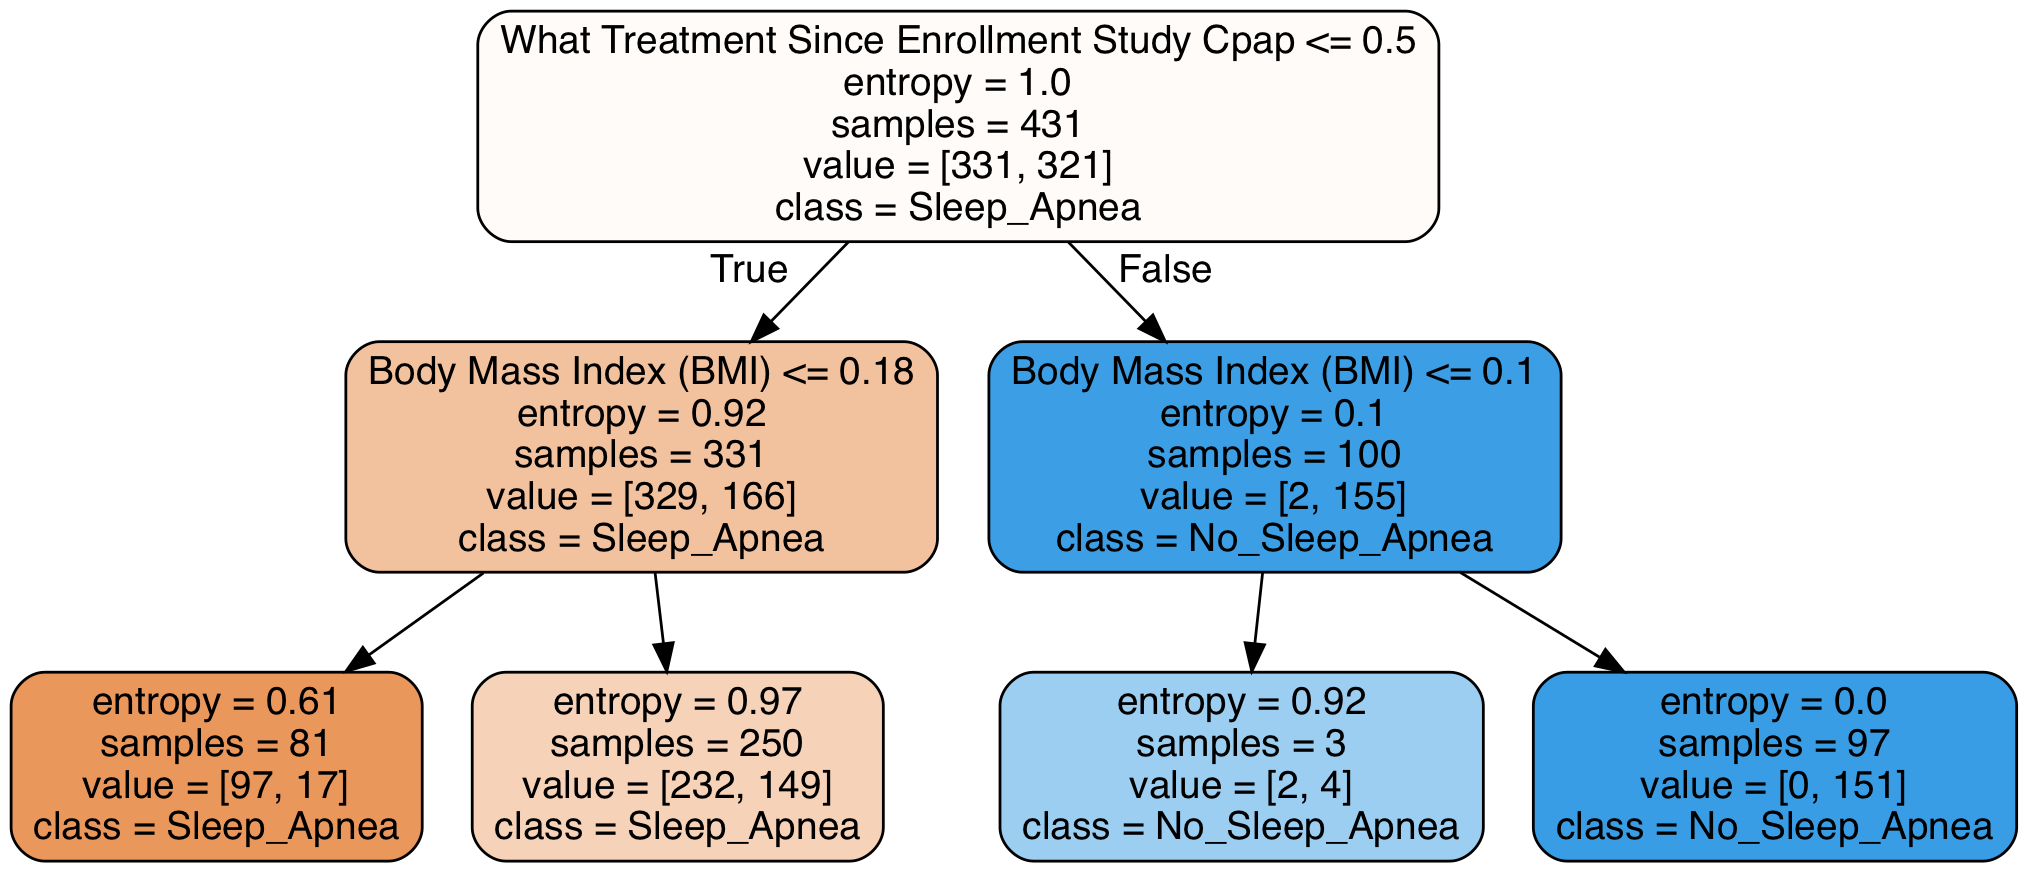 What Treatment Since Enrollment Study Cpap <= 0.5
entropy = 1.0
samples = 431
value = [331, 321]
class = Sleep_Apnea
True
False
Body Mass Index (BMI) <= 0.18
entropy = 0.92
samples = 331
value = [329, 166]
class = Sleep_Apnea
Body Mass Index (BMI) <= 0.1
entropy = 0.1
samples = 100
value = [2, 155]
class = No_Sleep_Apnea
entropy = 0.61
samples = 81
value = [97, 17]
class = Sleep_Apnea
entropy = 0.97
samples = 250
value = [232, 149]
class = Sleep_Apnea
entropy = 0.92
samples = 3
value = [2, 4]
class = No_Sleep_Apnea
entropy = 0.0
samples = 97
value = [0, 151]
class = No_Sleep_Apnea